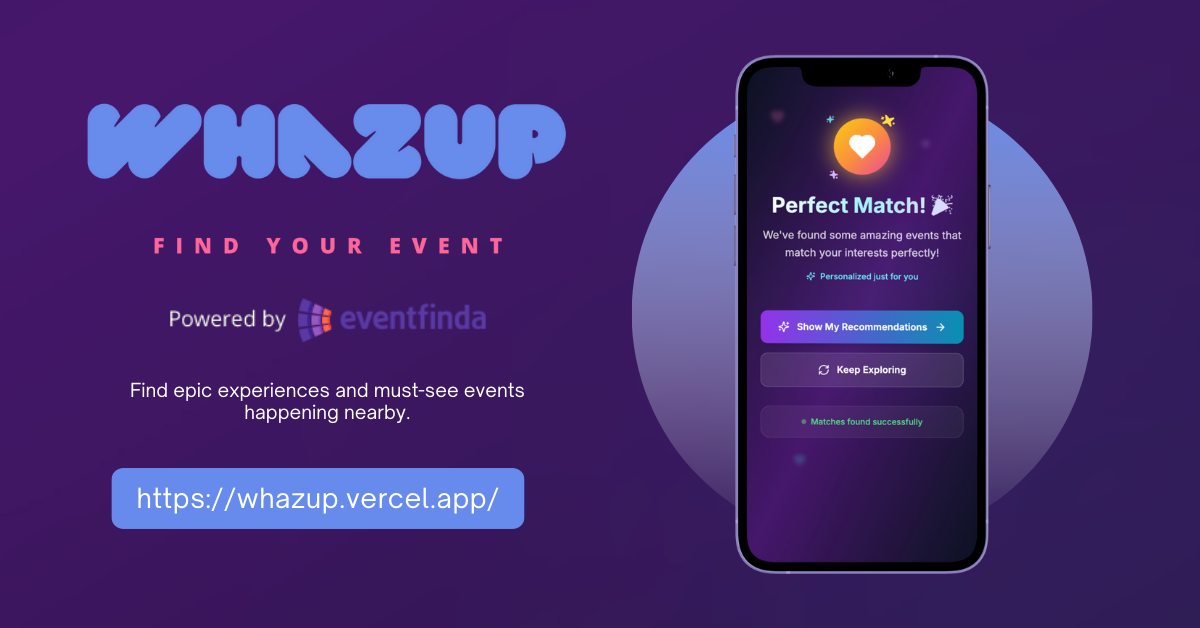 WHAZUP
FIND YOUR EVENT
Powered by eventfinda
Find epic experiences and must-see events
happening nearby.
https://whazup.vercel.app/
Perfect Match!
We've found some amazing events that
match your interests perfectly!
Personalized just for you
Show My Recommendations →
Keep Exploring
Matches found successfully